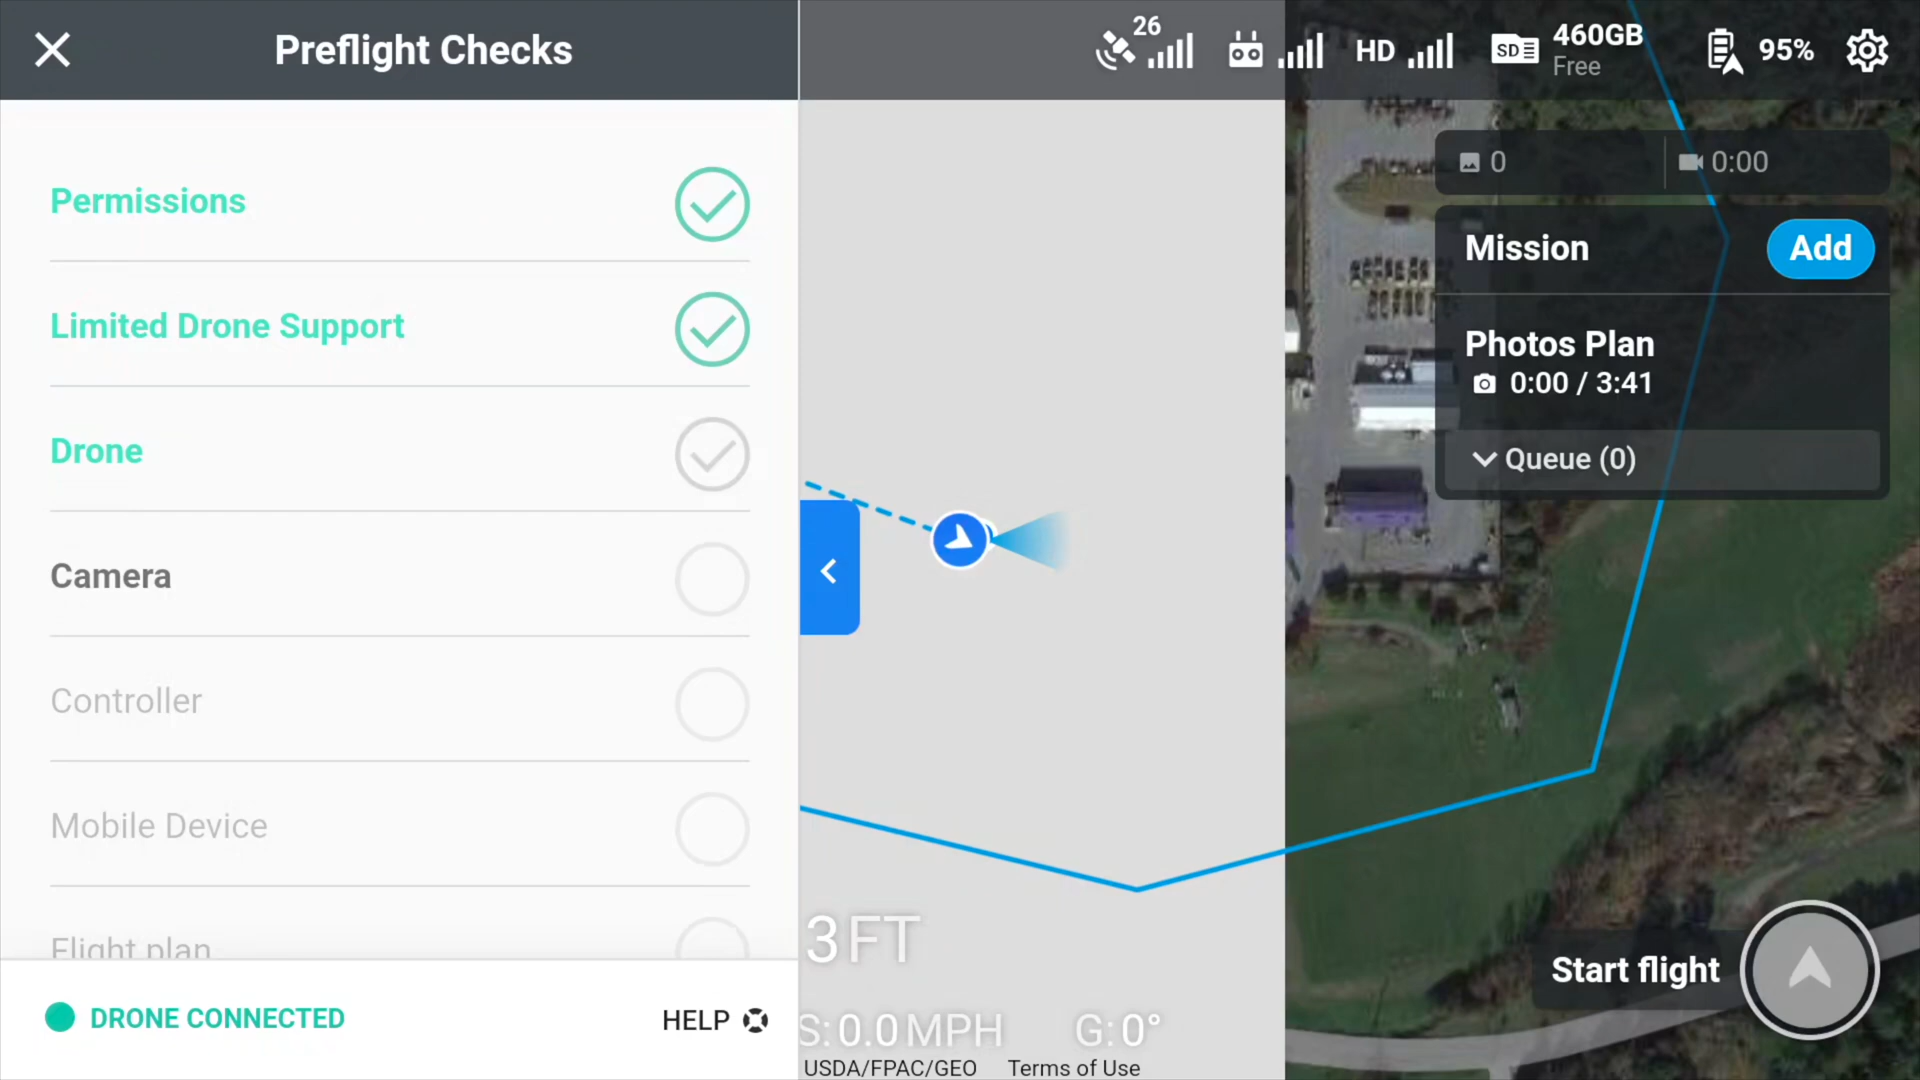 Preflight Checks
26
HD
SD
460GB
Free
95%
Permissions
Limited Drone Support
Drone
Camera
Controller
Mobile Device
Flight plan
DRONE CONNECTED
HELP
0
0:00
Mission
Add
Photos Plan
0:00 / 3:41
Queue (0)
3 FT
S: 0.0 MPH
G: 0°
USDA/FPAC/GEO
Terms of Use
Start flight